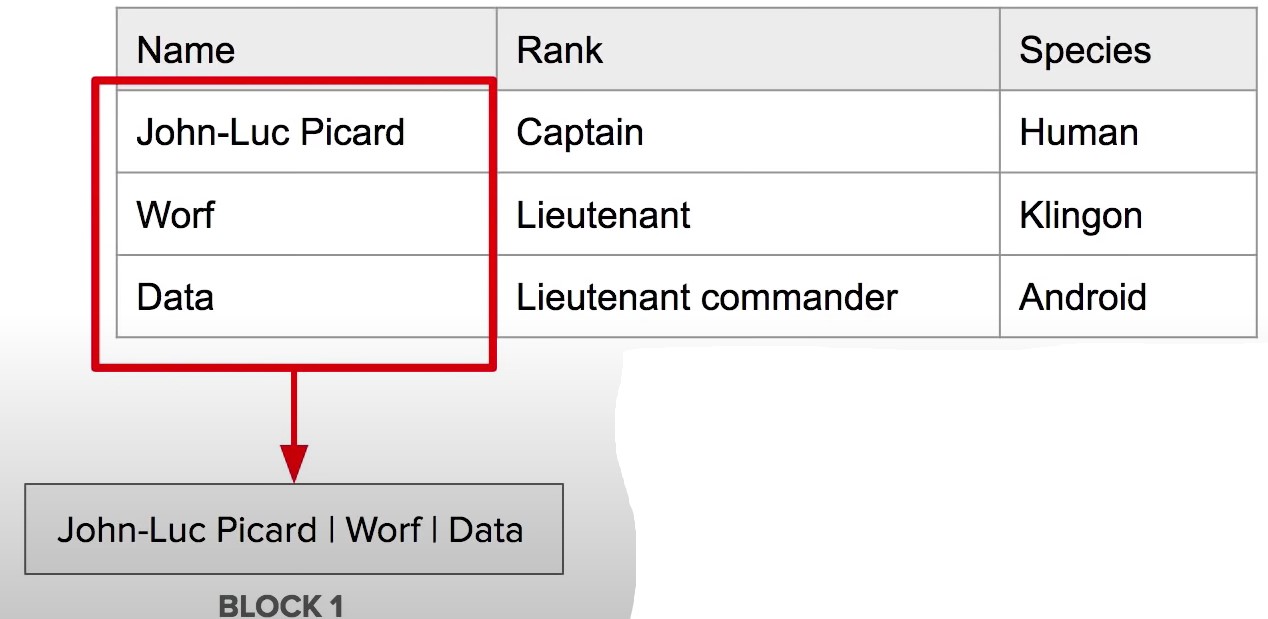 Name Rank Species
John-Luc Picard Captain Human
Worf Lieutenant Klingon
Data Lieutenant commander Android
John-Luc Picard | Worf | Data
BLOCK 1